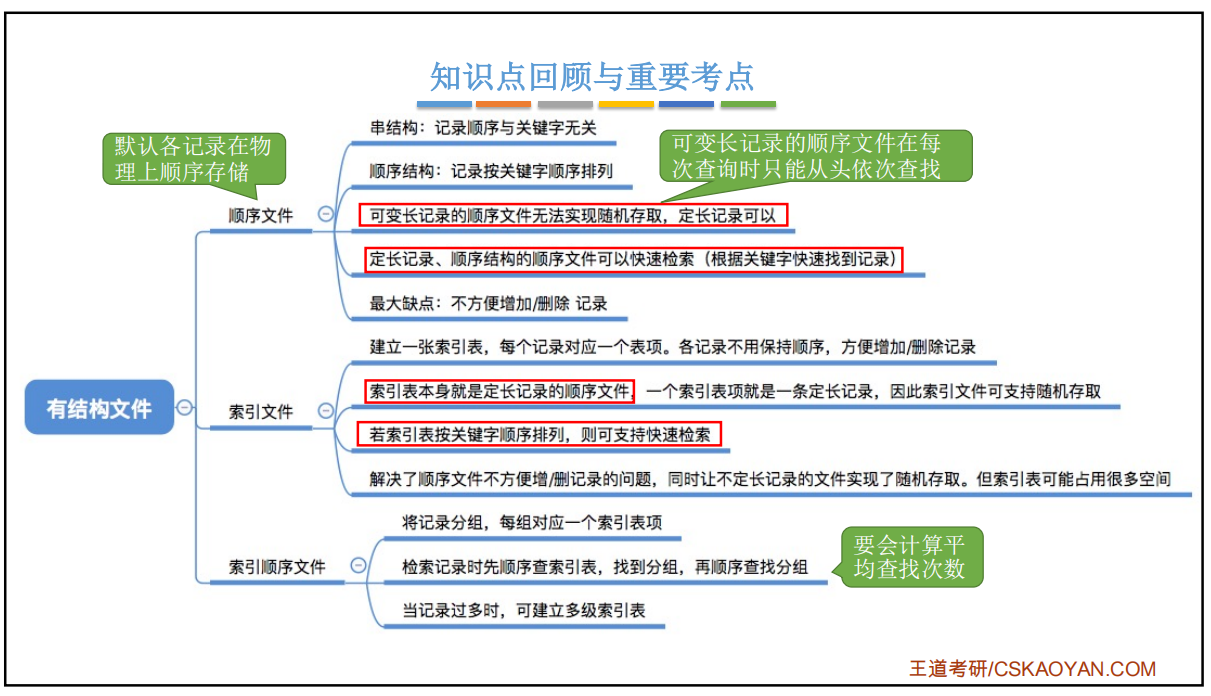 知识点回顾与重要考点
默认各记录在物
理上顺序存储
可变长记录的顺序文件在每
次查询时只能从头依次查找
有结构文件
顺序文件
串结构：记录顺序与关键字无关
顺序结构：记录按关键字顺序排列
可变长记录的顺序文件无法实现随机存取，定长记录可以
定长记录、顺序结构的顺序文件可以快速检索（根据关键字快速找到记录）
最大缺点：不方便增加/删除 记录
索引文件
建立一张索引表，每个记录对应一个表项。各记录不用保持顺序，方便增加/删除记录
索引表本身就是定长记录的顺序文件，一个索引表项就是一条定长记录，因此索引文件可支持随机存取
若索引表按关键字顺序排列，则可支持快速检索
解决了顺序文件不方便增/删记录的问题，同时让不定长记录的文件实现了随机存取。但索引表可能占用很多空间
索引顺序文件
将记录分组，每组对应一个索引表项
检索记录时先顺序查索引表，找到分组，再顺序查找分组
当记录过多时，可建立多级索引表
要会计算平
均查找次数
王道考研/CSKAOYAN.COM